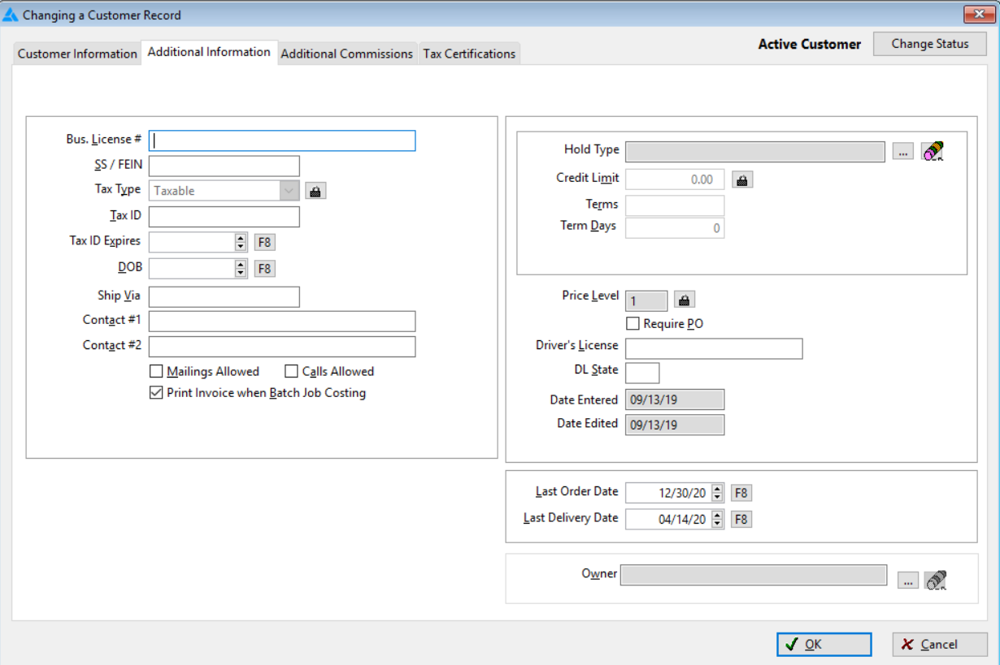 Changing a Customer Record
Customer Information Additional Information Additional Commissions Tax Certifications
Active Customer Change Status
Bus. License #
SS / FEIN
Tax Type Taxable
Tax ID
Tax ID Expires F8
DOB F8
Ship Via
Contact #1
Contact #2
Mailings Allowed Calls Allowed
Print Invoice when Batch Job Costing
Hold Type ...
Credit Limit 0.00
Terms
Term Days 0
Price Level 1
Require PO
Driver's License
DL State
Date Entered 09/13/19
Date Edited 09/13/19
Last Order Date 12/30/20 F8
Last Delivery Date 04/14/20 F8
Owner ...
OK Cancel